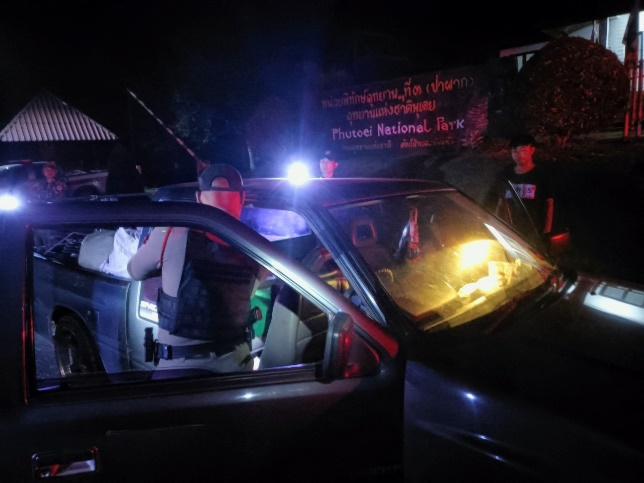 หน่วยพิทักษ์อุทยานฯ ที่ ๓ (ป่าผาก)
อุทยานแห่งชาติพุเตย
Phutoei National Park